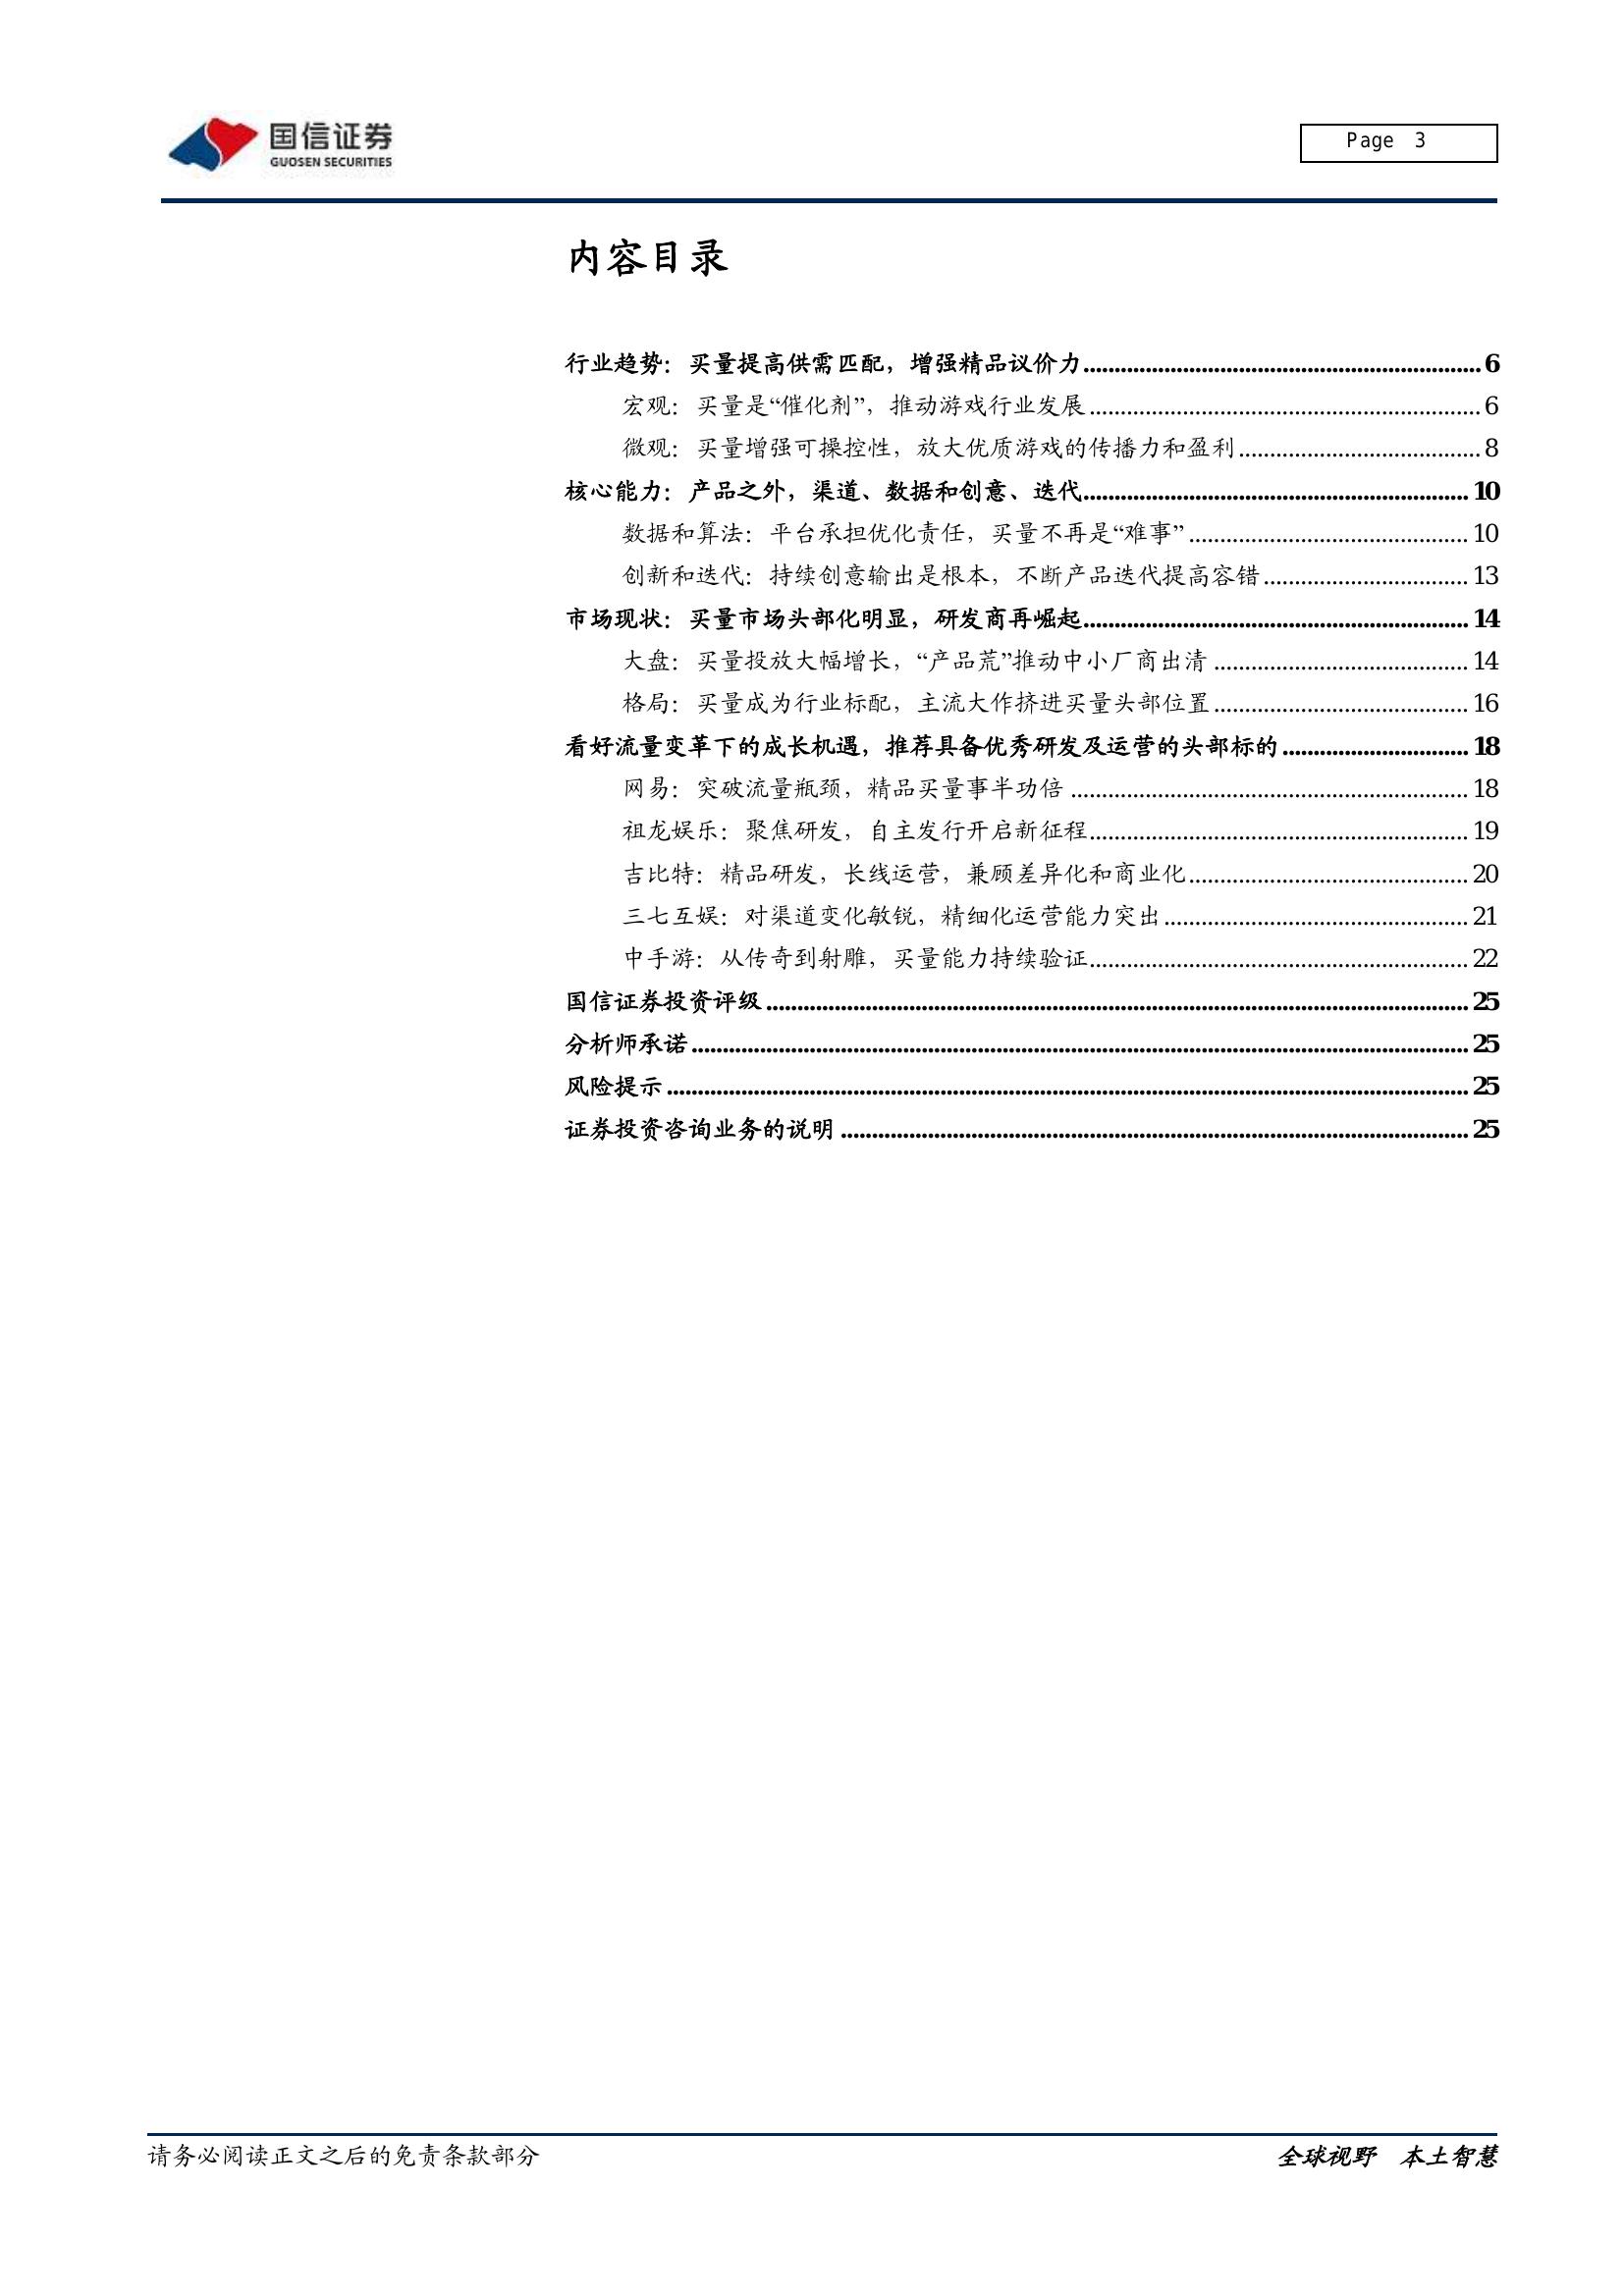 国信证券
GUOSEN SECURITIES
Page 3
内容目录
行业趋势：买量提高供需匹配，增强精品议价力................................................................ 6
宏观：买量是“催化剂”，推动游戏行业发展................................................................ 6
微观：买量增强可操控性，放大优质游戏的传播力和盈利........................................ 8
核心能力：产品之外，渠道、数据和创意、迭代.............................................................. 10
数据和算法：平台承担优化责任，买量不再是“难事”.............................................. 10
创新和迭代：持续创意输出是根本，不断产品迭代提高容错.................................. 13
市场现状：买量市场头部化明显，研发商再崛起.............................................................. 14
大盘：买量投放大幅增长，“产品荒”推动中小厂商出清.......................................... 14
格局：买量成为行业标配，主流大作挤进买量头部位置.......................................... 16
看好流量变革下的成长机遇，推荐具备优秀研发及运营的头部标的.............................. 18
网易：突破流量瓶颈，精品买量事半功倍................................................................ 18
祖龙娱乐：聚焦研发，自主发行开启新征程.............................................................. 19
吉比特：精品研发，长线运营，兼顾差异化和商业化.............................................. 20
三七互娱：对渠道变化敏锐，精细化运营能力突出.................................................. 21
中手游：从传奇到射雕，买量能力持续验证.............................................................. 22
国信证券投资评级................................................................................................................ 25
分析师承诺............................................................................................................................ 25
风险提示................................................................................................................................ 25
证券投资咨询业务的说明.................................................................................................... 25
请务必阅读正文之后的免责条款部分
全球视野 本土智慧